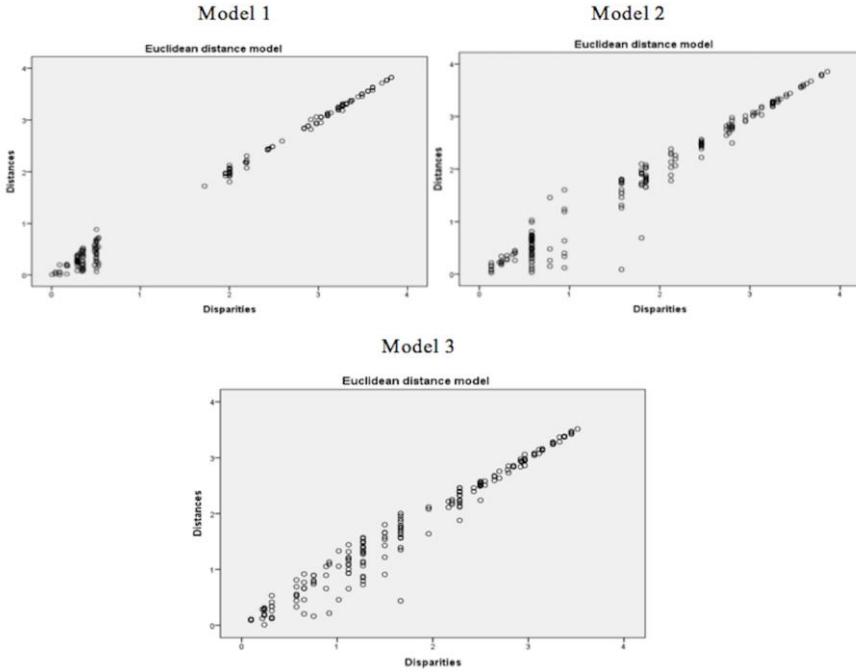 Model 1
Euclidean distance model
Distances
4
3
2
1
0
0 1 2 3 4
Disparities
Model 2
Euclidean distance model
Distances
4
3
2
1
0
0 1 2 3 4
Disparities
Model 3
Euclidean distance model
Distances
4
3
2
1
0
0 1 2 3 4
Disparities